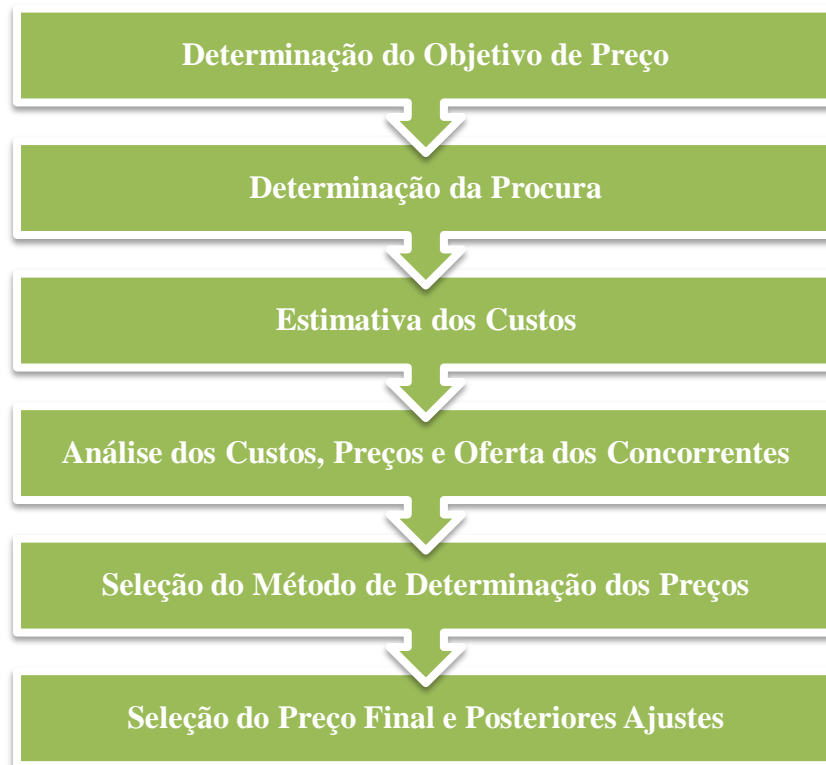 Determinação do Objetivo de Preço
Determinação da Procura
Estimativa dos Custos
Análise dos Custos, Preços e Oferta dos Concorrentes
Seleção do Método de Determinação dos Preços
Seleção do Preço Final e Posteriores Ajustes